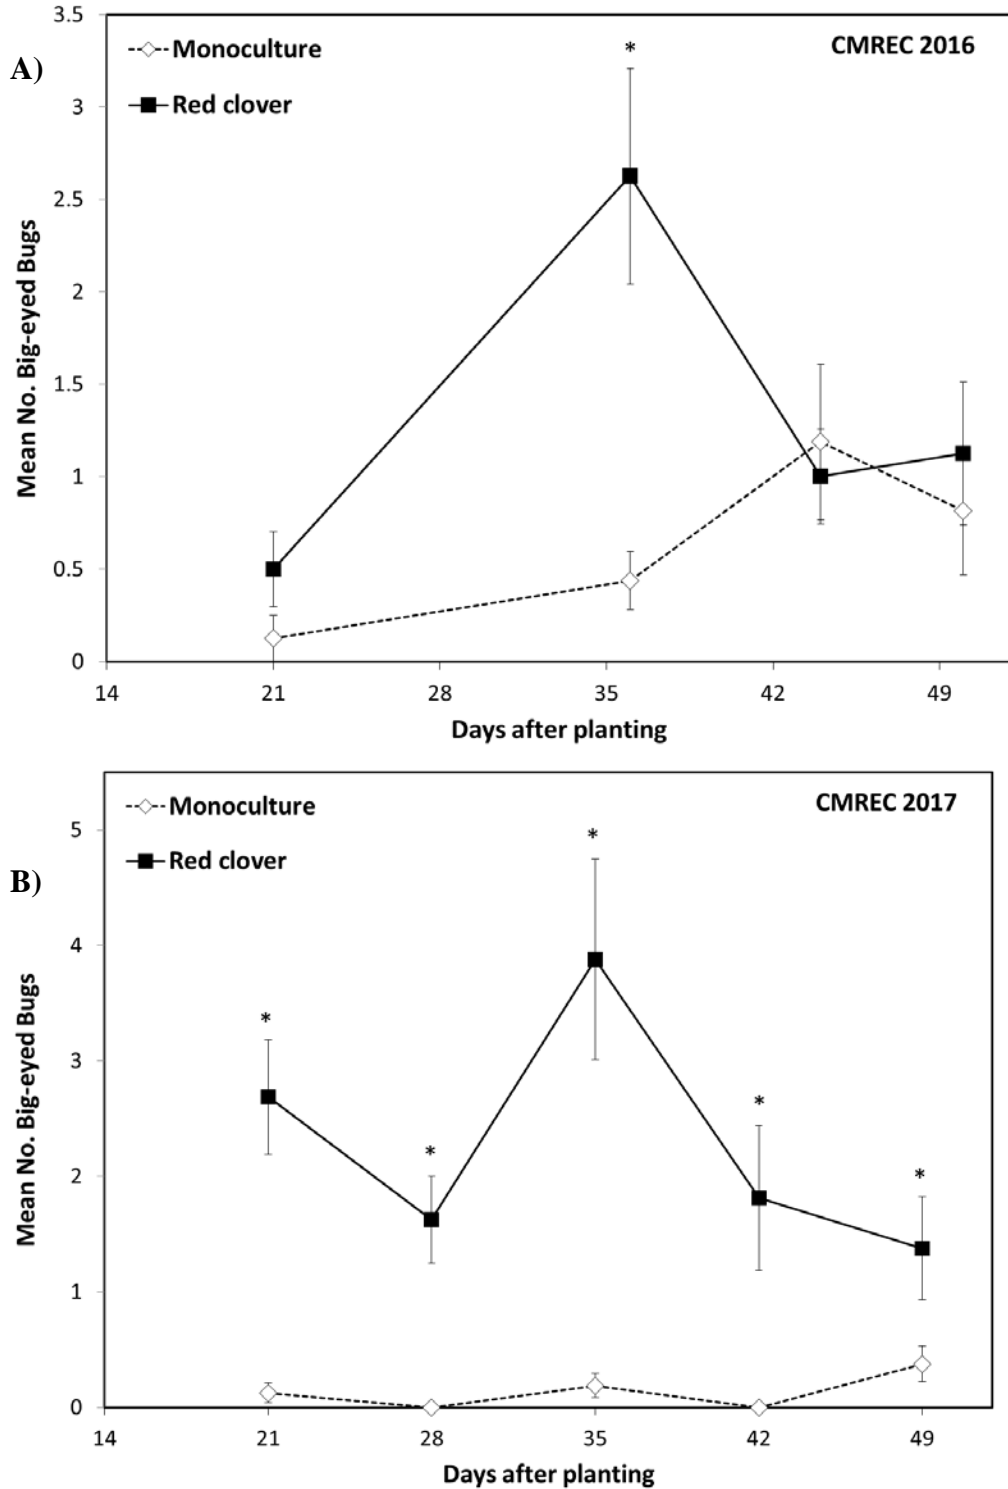 A)
CMREC 2016
Monoculture
Red clover
*
3.5
3
2.5
2
1.5
1
0.5
0
Mean No. Big-eyed Bugs
14 21 28 35 42 49
Days after planting
B)
CMREC 2017
Monoculture
Red clover
*
*
*
*
*
5
4
3
2
1
0
Mean No. Big-eyed Bugs
14 21 28 35 42 49
Days after planting